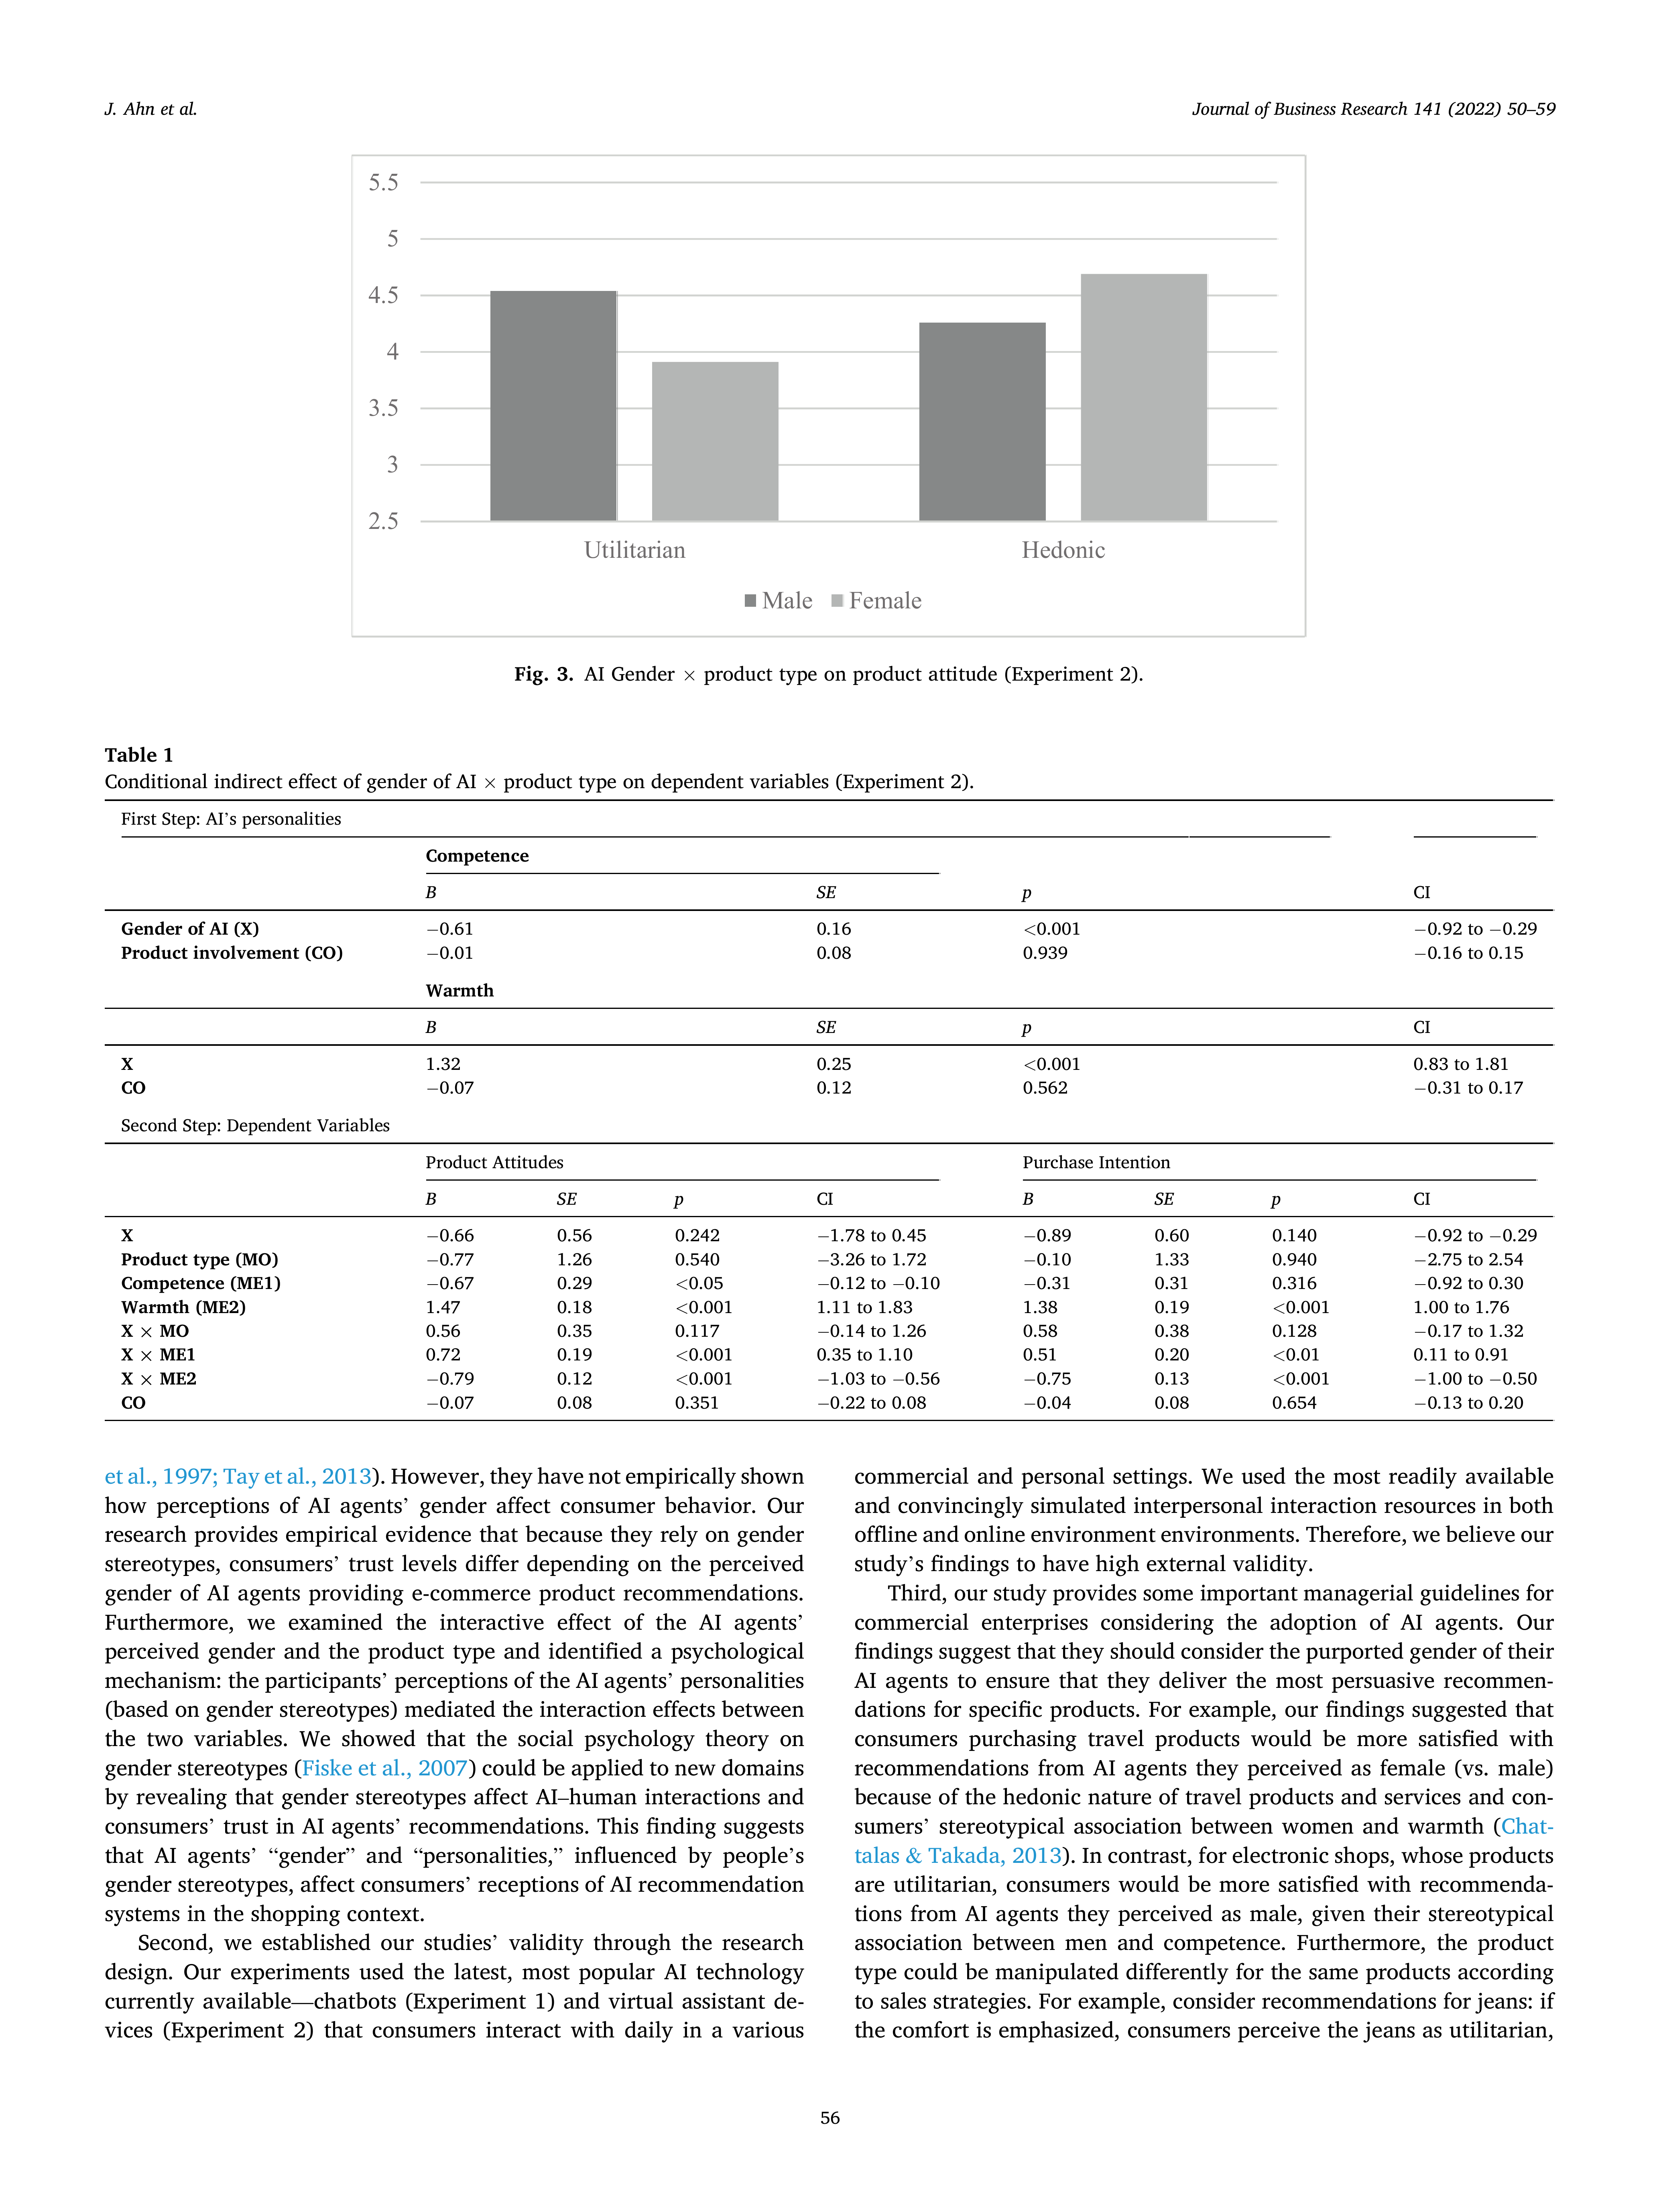 J. Ahn et al.
Journal of Business Research 141 (2022) 50–59
5.5
5
4.5
4
3.5
3
2.5
Utilitarian Hedonic
Male Female
Fig. 3. AI Gender × product type on product attitude (Experiment 2).
Table 1
Conditional indirect effect of gender of AI × product type on dependent variables (Experiment 2).
First Step: AI’s personalities
Competence
B SE p CI
Gender of AI (X) −0.61 0.16 <0.001 −0.92 to −0.29
Product involvement (CO) −0.01 0.08 0.939 −0.16 to 0.15
Warmth
B SE p CI
X 1.32 0.25 <0.001 0.83 to 1.81
CO −0.07 0.12 0.562 −0.31 to 0.17
Second Step: Dependent Variables
Product Attitudes Purchase Intention
B SE p CI B SE p CI
X −0.66 0.56 0.242 −1.78 to 0.45 −0.89 0.60 0.140 −0.92 to −0.29
Product type (MO) −0.77 1.26 0.540 −3.26 to 1.72 −0.10 1.33 0.940 −2.75 to 2.54
Competence (ME1) −0.67 0.29 <0.05 −0.12 to −0.10 −0.31 0.31 0.316 −0.92 to 0.30
Warmth (ME2) 1.47 0.18 <0.001 1.11 to 1.83 1.38 0.19 <0.001 1.00 to 1.76
X × MO 0.56 0.35 0.117 −0.14 to 1.26 0.58 0.38 0.128 −0.17 to 1.32
X × ME1 0.72 0.19 <0.001 0.35 to 1.10 0.51 0.20 <0.01 0.11 to 0.91
X × ME2 −0.79 0.12 <0.001 −1.03 to −0.56 −0.75 0.13 <0.001 −1.00 to −0.50
CO −0.07 0.08 0.351 −0.22 to 0.08 −0.04 0.08 0.654 −0.13 to 0.20
et al., 1997; Tay et al., 2013). However, they have not empirically shown
how perceptions of AI agents’ gender affect consumer behavior. Our
research provides empirical evidence that because they rely on gender
stereotypes, consumers’ trust levels differ depending on the perceived
gender of AI agents providing e-commerce product recommendations.
Furthermore, we examined the interactive effect of the AI agents’
perceived gender and the product type and identified a psychological
mechanism: the participants’ perceptions of the AI agents’ personalities
(based on gender stereotypes) mediated the interaction effects between
the two variables. We showed that the social psychology theory on
gender stereotypes (Fiske et al., 2007) could be applied to new domains
by revealing that gender stereotypes affect AI–human interactions and
consumers’ trust in AI agents’ recommendations. This finding suggests
that AI agents’ “gender” and “personalities,” influenced by people’s
gender stereotypes, affect consumers’ receptions of AI recommendation
systems in the shopping context.
Second, we established our studies’ validity through the research
design. Our experiments used the latest, most popular AI technology
currently available—chatbots (Experiment 1) and virtual assistant de-
vices (Experiment 2) that consumers interact with daily in a various
commercial and personal settings. We used the most readily available
and convincingly simulated interpersonal interaction resources in both
offline and online environment environments. Therefore, we believe our
study’s findings to have high external validity.
Third, our study provides some important managerial guidelines for
commercial enterprises considering the adoption of AI agents. Our
findings suggest that they should consider the purported gender of their
AI agents to ensure that they deliver the most persuasive recommen-
dations for specific products. For example, our findings suggested that
consumers purchasing travel products would be more satisfied with
recommendations from AI agents they perceived as female (vs. male)
because of the hedonic nature of travel products and services and con-
sumers’ stereotypical association between women and warmth (Chat-
talas & Takada, 2013). In contrast, for electronic shops, whose products
are utilitarian, consumers would be more satisfied with recommenda-
tions from AI agents they perceived as male, given their stereotypical
association between men and competence. Furthermore, the product
type could be manipulated differently for the same products according
to sales strategies. For example, consider recommendations for jeans: if
the comfort is emphasized, consumers perceive the jeans as utilitarian,
56